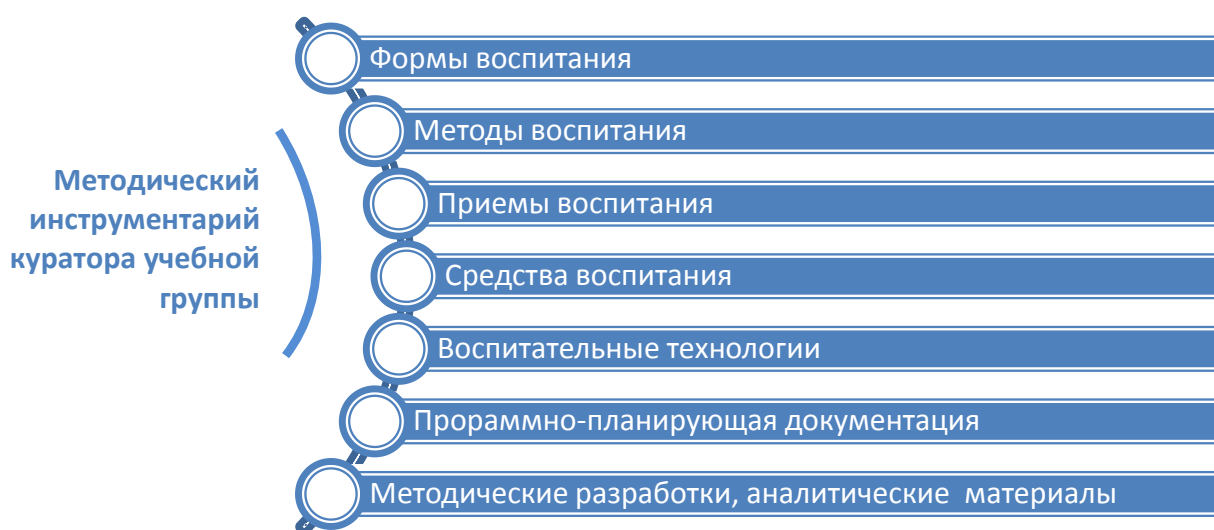 Формы воспитания
Методы воспитания
Методический
инструментарий
куратора учебной
группы
Приемы воспитания
Средства воспитания
Воспитательные технологии
Прораммно-планирующая документация
Методические разработки, аналитические материалы